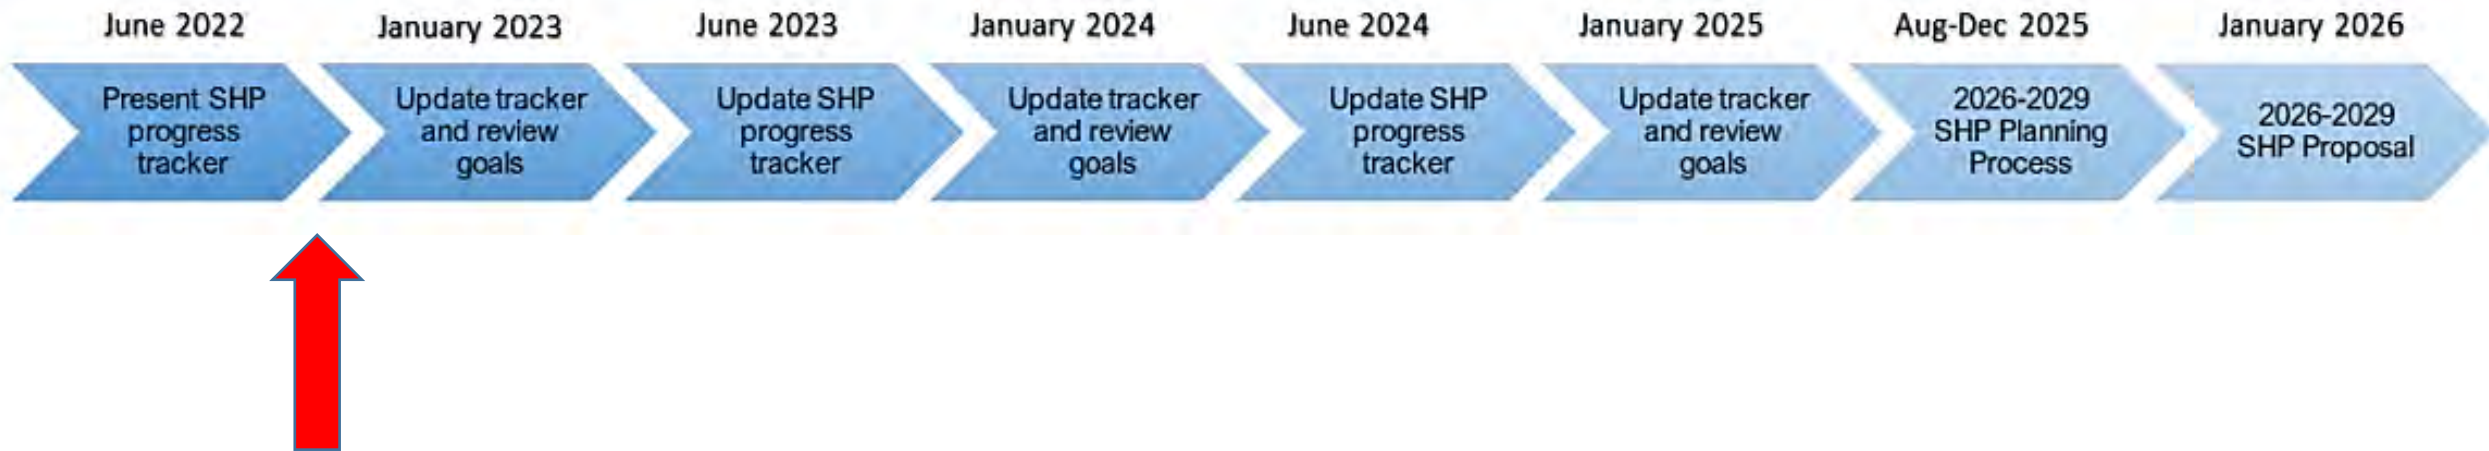 June 2022
January 2023
June 2023
January 2024
June 2024
January 2025
Aug-Dec 2025
January 2026
Present SHP
progress
tracker
Update tracker
and review
goals
Update SHP
progress
tracker
Update tracker
and review
goals
Update SHP
progress
tracker
Update tracker
and review
goals
2026-2029
SHP Planning
Process
2026-2029
SHP Proposal